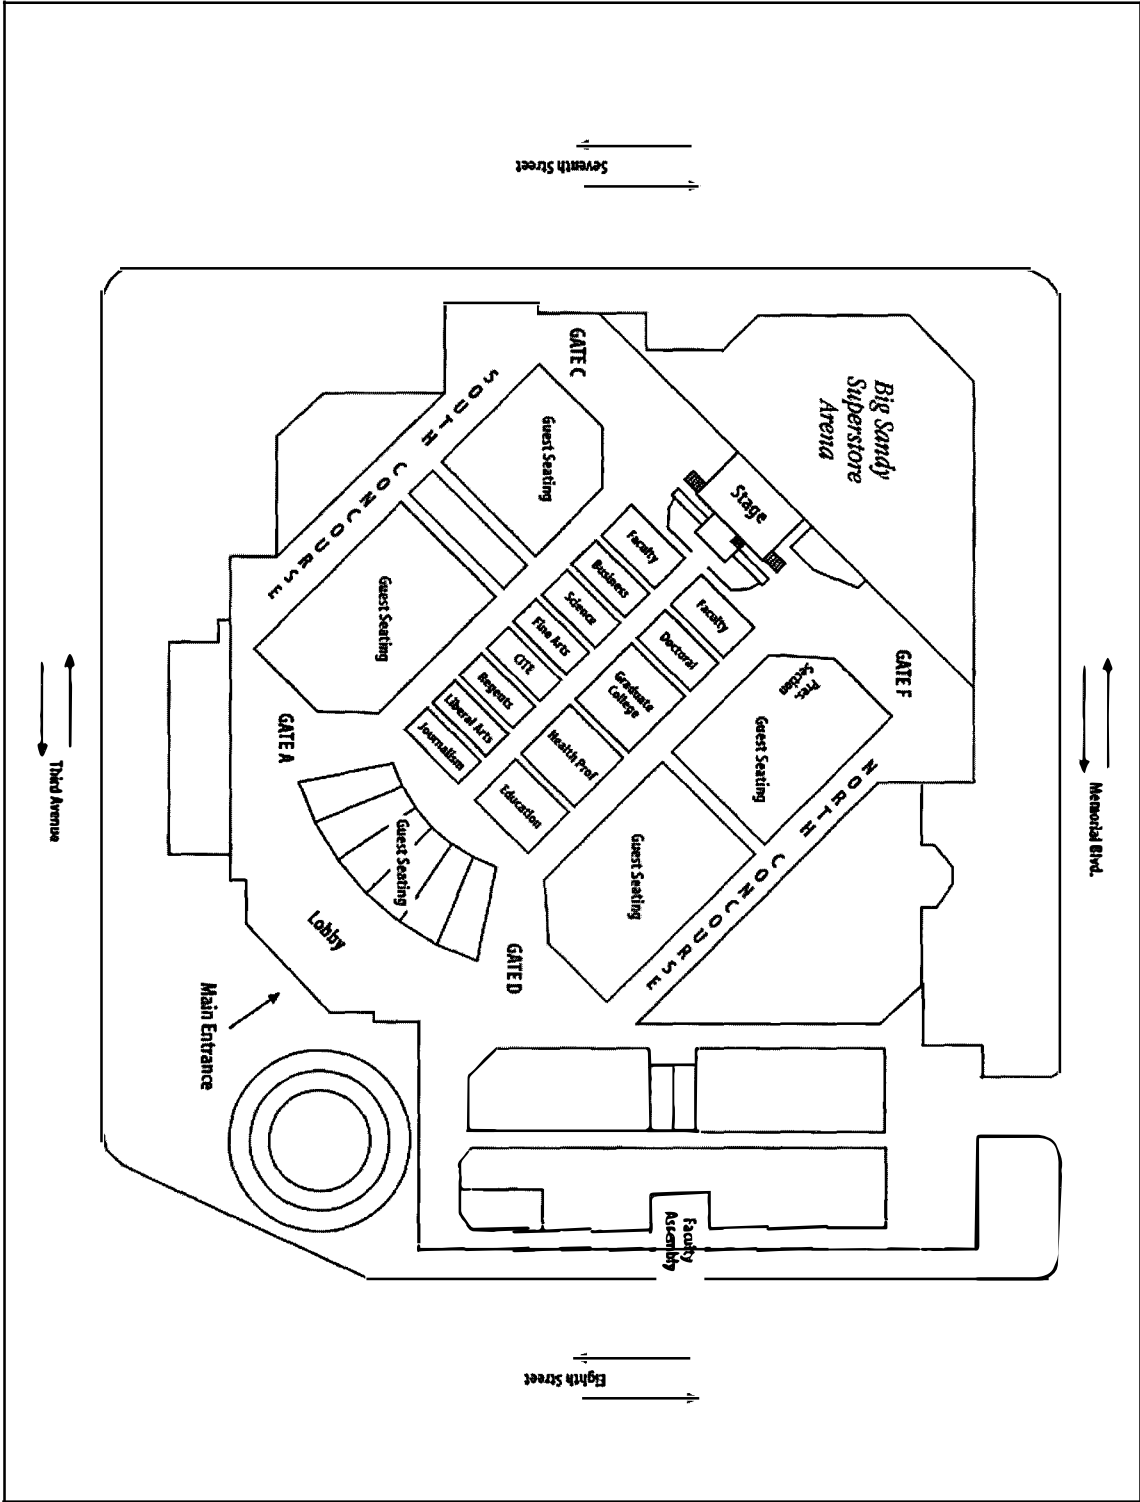 Seventh Street
Big Sandy
Superstore
Arena
GATE C
SOUTH CONCOURSE
Guest Seating
Stage
Faculty
Business
Science
Fine Arts
CITE
Regents
Liberal Arts
Journalism
Faculty
Doctoral
Graduate
College
Health Prof
Education
Guest Seating
GATE F
Pres.
Section
Guest Seating
NORTH CONCOURSE
Guest Seating
GATE A
Guest Seating
GATE D
Lobby
Main Entrance
Third Avenue
Memorial Blvd.
Faculty
Assembly
Eighth Street